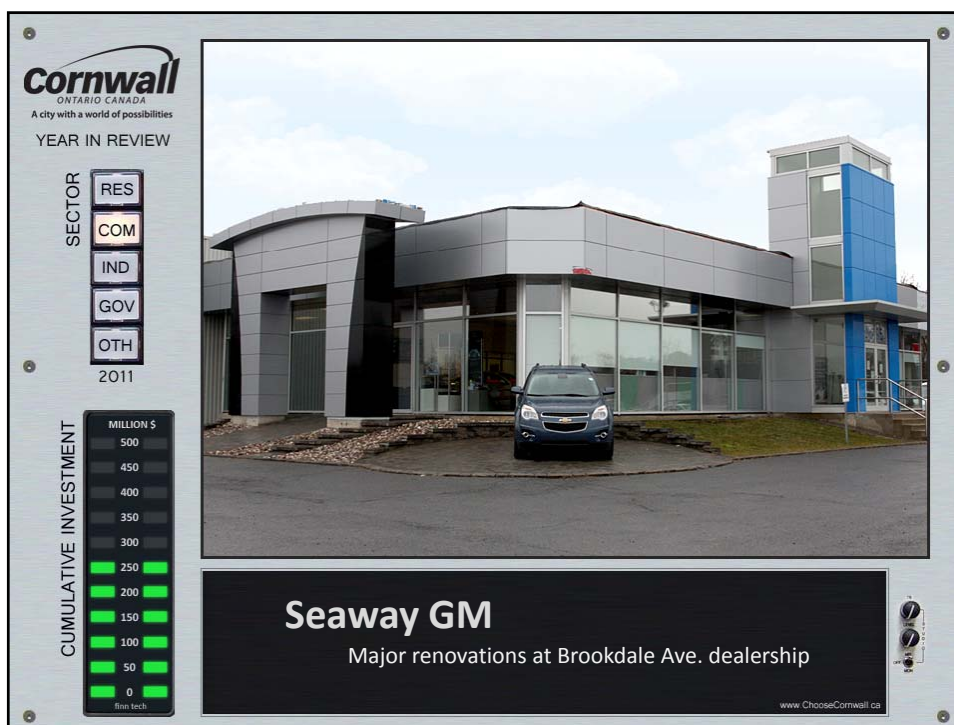 Cornwall
ONTARIO CANADA
A city with a world of possibilities
YEAR IN REVIEW
SECTOR
RES
COM
IND
GOV
OTH
2011
CUMULATIVE INVESTMENT
MILLION $
500
450
400
350
300
250
200
150
100
50
0
finn tech
Seaway GM
Major renovations at Brookdale Ave. dealership
www.ChooseCornwall.ca